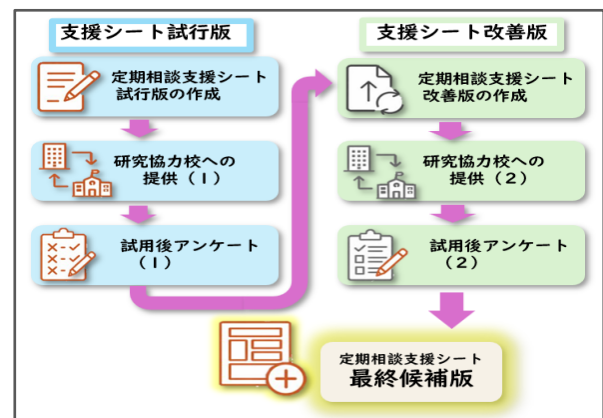 支援シート試行版
定期相談支援シート
試行版の作成
研究協力校への
提供（1）
試用後アンケート
（1）
支援シート改善版
定期相談支援シート
改善版の作成
研究協力校への
提供（2）
試用後アンケート
（2）
定期相談支援シート
最終候補版